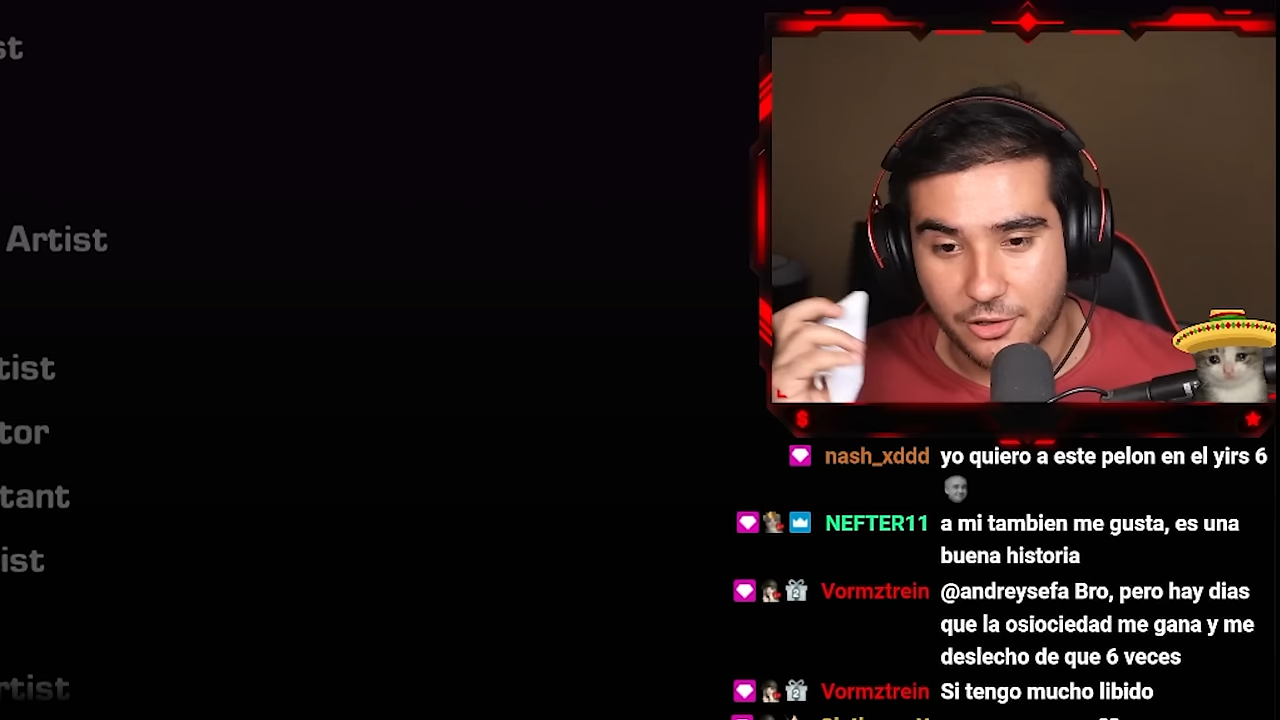 st
Artist
tist
tor
tant
ist
rtist
nash_xddd yo quiero a este pelon en el yirs 6
NEFTER11 a mi tambien me gusta, es una
buena historia
Vormztrein @andreysefa Bro, pero hay dias
que la osiociedad me gana y me
deslecho de que 6 veces
Vormztrein Si tengo mucho libido